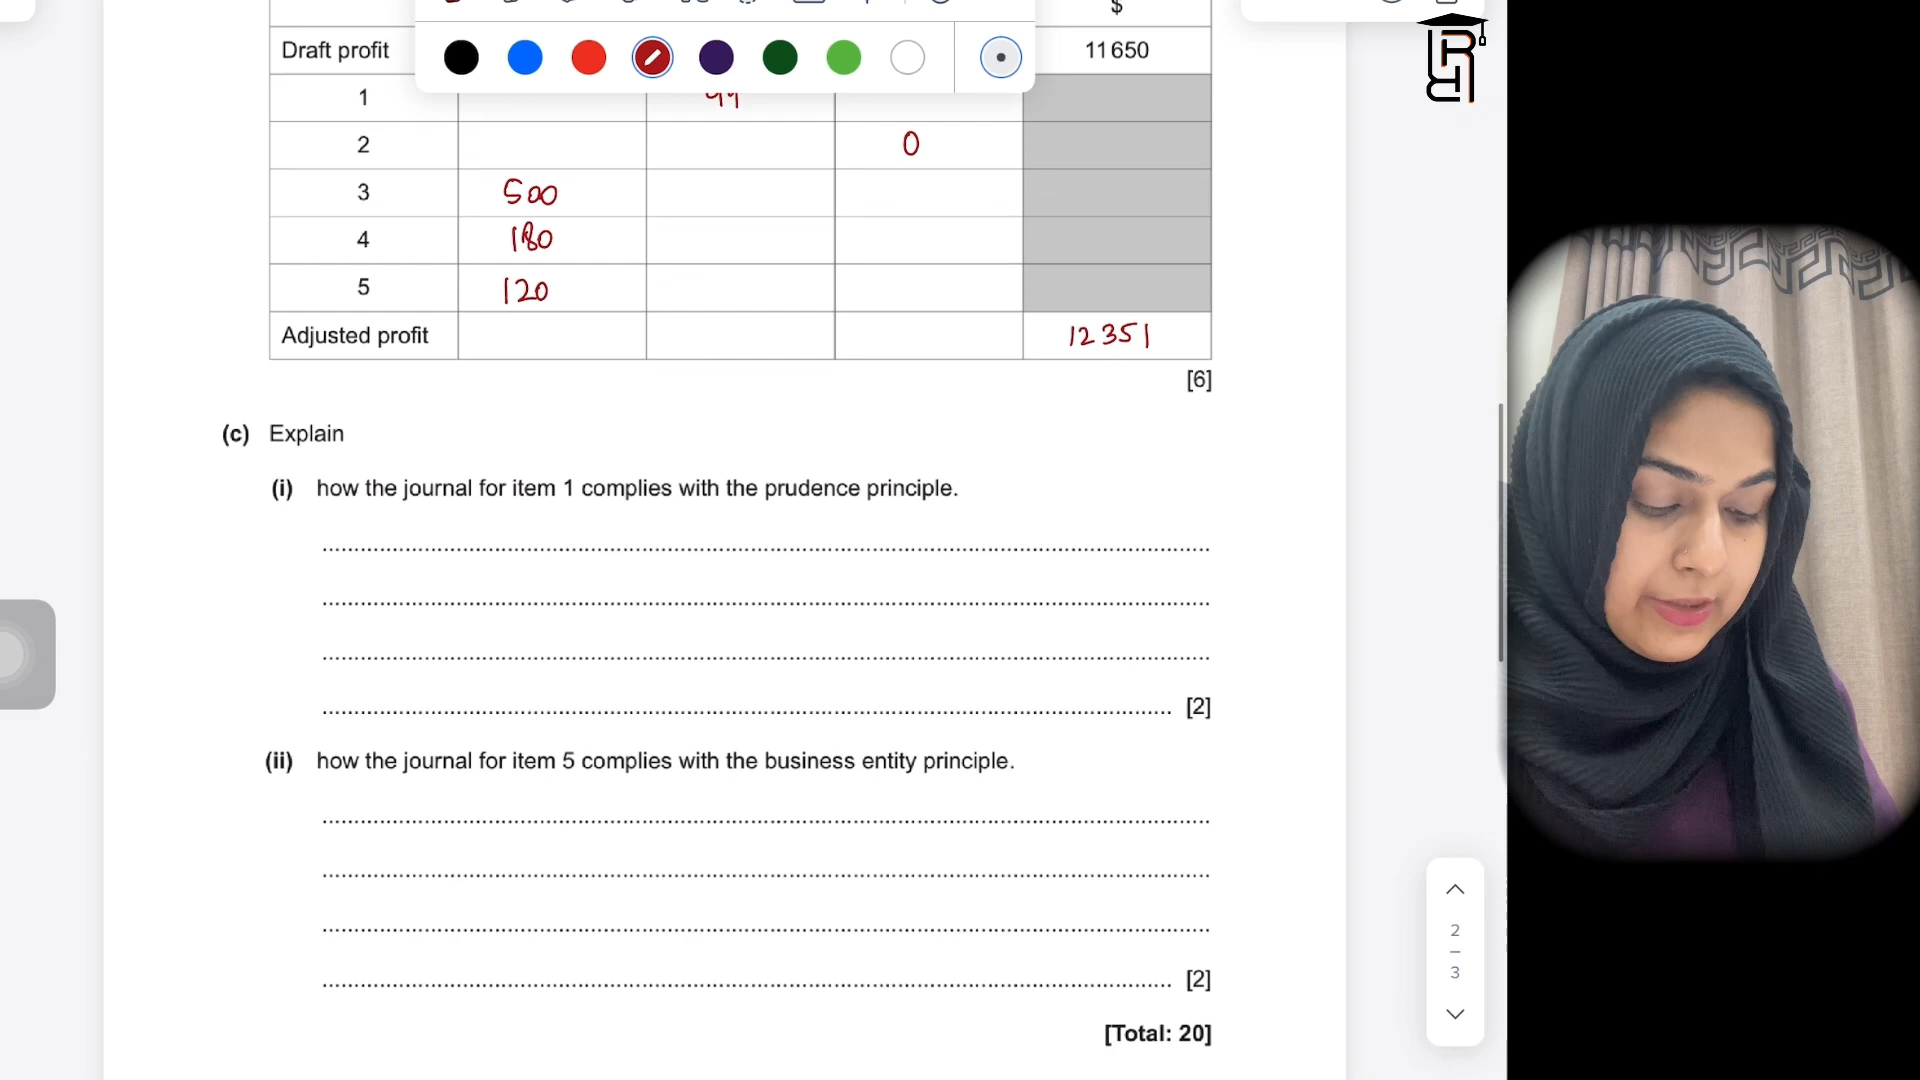 $
Draft profit 11650
1 99
2 0
3 500
4 180
5 120
Adjusted profit 12351
[6]
(c) Explain
(i) how the journal for item 1 complies with the prudence principle.
[2]
(ii) how the journal for item 5 complies with the business entity principle.
[2]
[Total: 20]
2
3